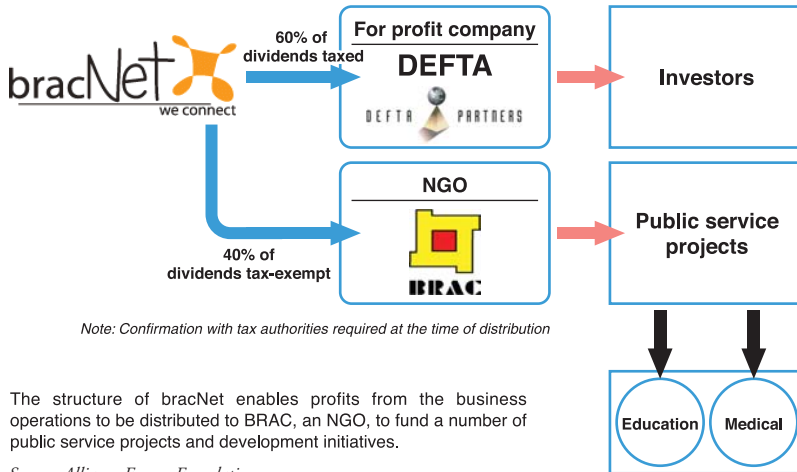 bracNet
we connect
60% of
dividends taxed
For profit company
DEFTA
DEFTA PARTNERS
Investors
40% of
dividends tax-exempt
NGO
BRAC
Public service
projects
Note: Confirmation with tax authorities required at the time of distribution
Education
Medical
The structure of bracNet enables profits from the business
operations to be distributed to BRAC, an NGO, to fund a number of
public service projects and development initiatives.